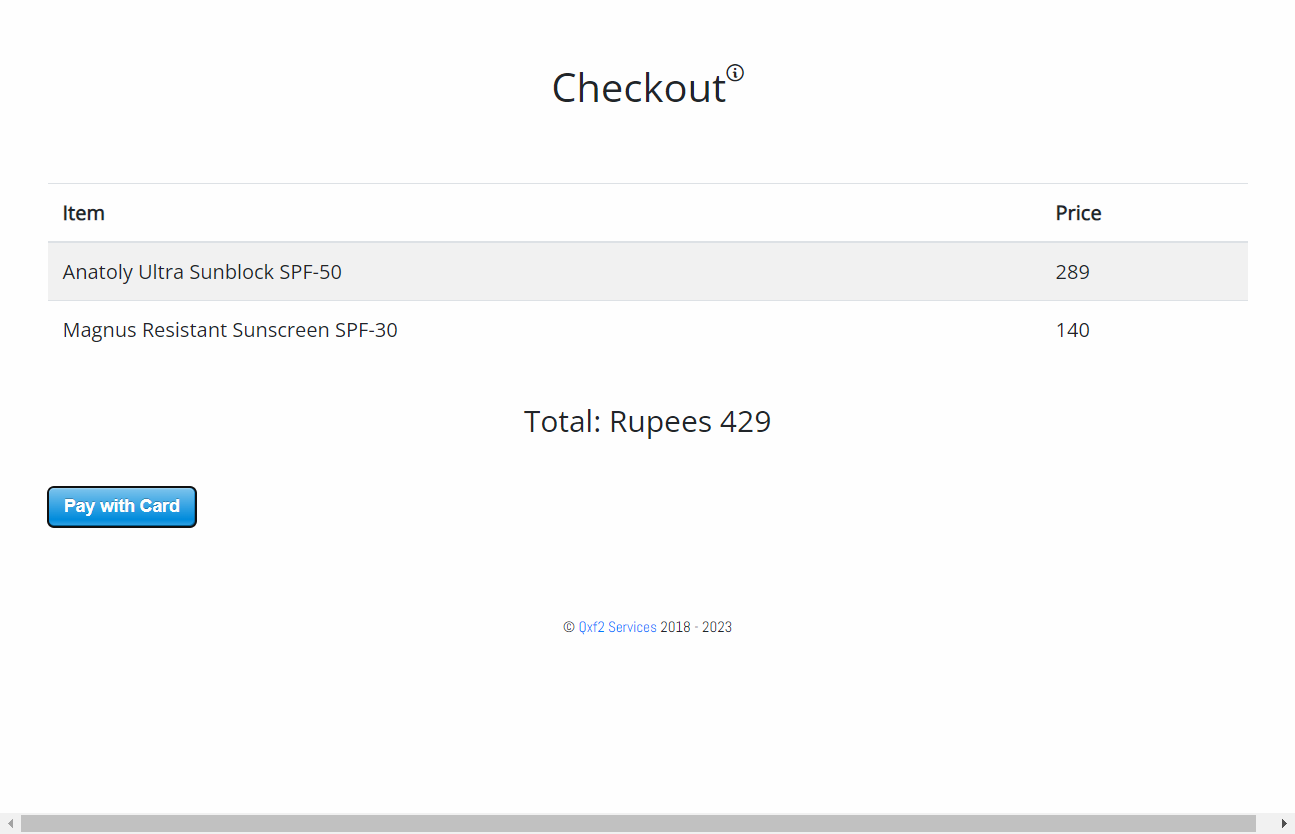 Checkout
Item Price
Anatoly Ultra Sunblock SPF-50 289
Magnus Resistant Sunscreen SPF-30 140
Total: Rupees 429
Pay with Card
© Qxf2 Services 2018 - 2023